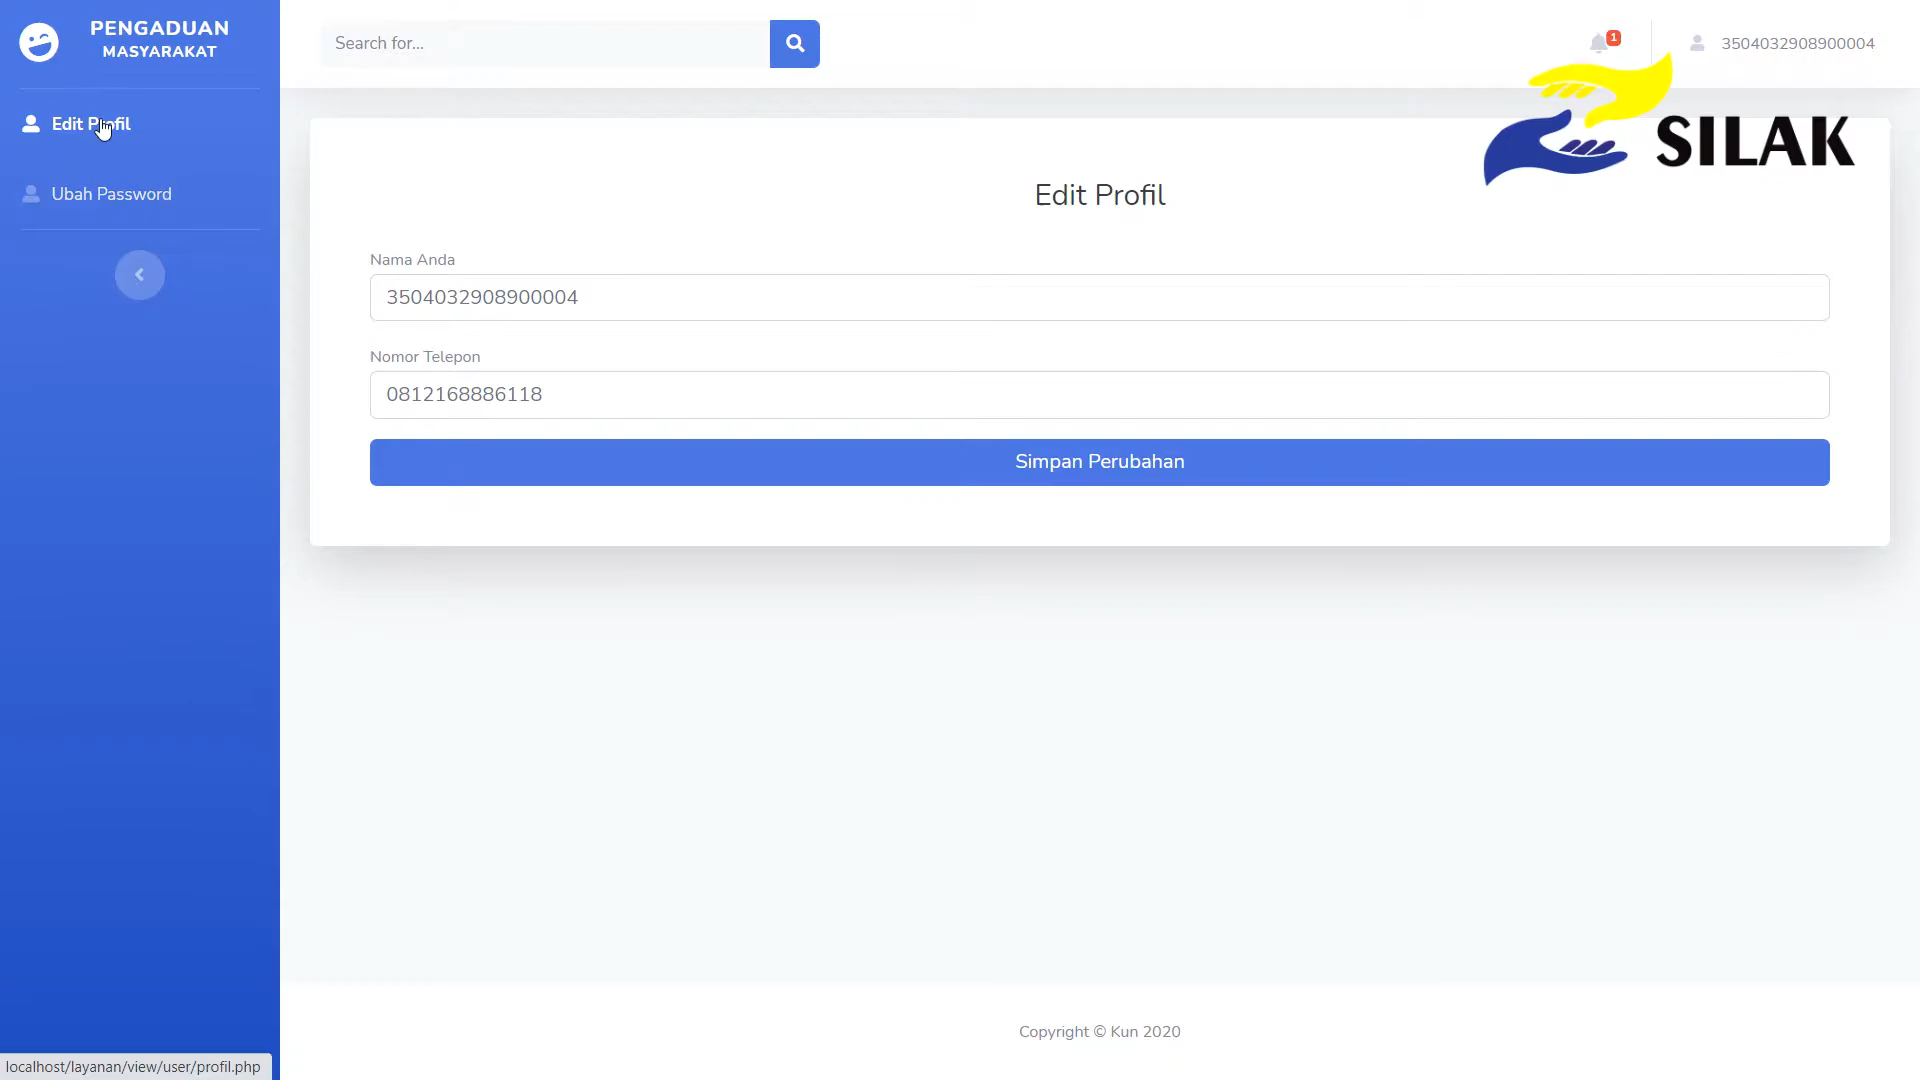 PENGADUAN
MASYARAKAT
Edit Profil
Ubah Password
Search for...
1
3504032908900004
SILAK
Edit Profil
Nama Anda
3504032908900004
Nomor Telepon
0812168886118
Simpan Perubahan
Copyright © Kun 2020
localhost/layanan/view/user/profil.php